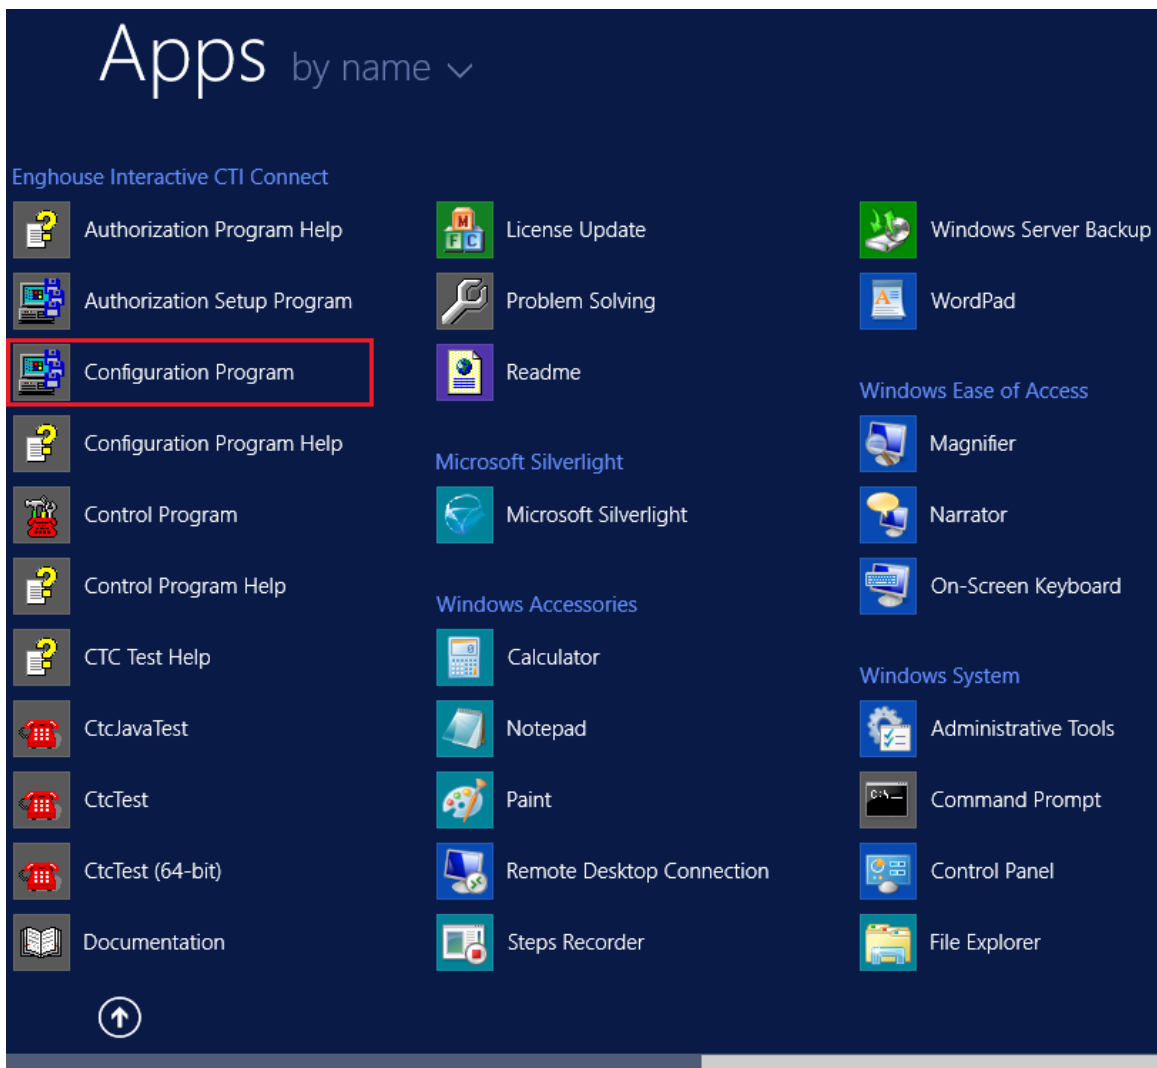 Apps by name
Enghouse Interactive CTI Connect
Authorization Program Help
Authorization Setup Program
Configuration Program
Configuration Program Help
Control Program
Control Program Help
CTC Test Help
CtcJavaTest
CtcTest
CtcTest (64-bit)
Documentation
License Update
Problem Solving
Readme
Microsoft Silverlight
Microsoft Silverlight
Windows Accessories
Calculator
Notepad
Paint
Remote Desktop Connection
Steps Recorder
Windows Server Backup
WordPad
Windows Ease of Access
Magnifier
Narrator
On-Screen Keyboard
Windows System
Administrative Tools
Command Prompt
Control Panel
File Explorer